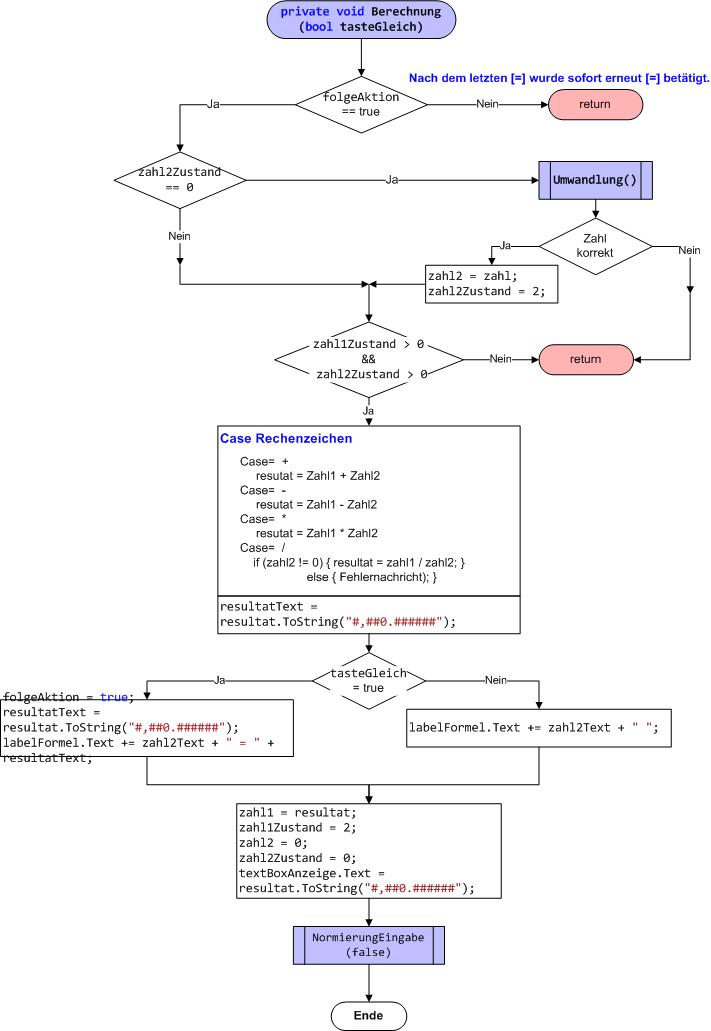 private void Berechnung
(bool tasteGleich)
Nach dem letzten [=] wurde sofort erneut [=] betätigt.
folgeAktion
== true
Ja
Nein
return
zahl2Zustand
== 0
Ja
Umwandlung()
Nein
Zahl
korrekt
Ja
Nein
zahl2 = zahl;
zahl2Zustand = 2;
zahl1Zustand > 0
&&
zahl2Zustand > 0
Nein
return
Ja
Case Rechenzeichen
Case= +
resutat = Zahl1 + Zahl2
Case= -
resutat = Zahl1 - Zahl2
Case= *
resutat = Zahl1 * Zahl2
Case= /
if (zahl2 != 0) { resultat = zahl1 / zahl2; }
else { Fehlernachricht); }
resultatText =
resultat.ToString("#,##0.######");
tasteGleich
= true
Ja
Nein
folgeAktion = true;
resultatText =
resultat.ToString("#,##0.######");
labelFormel.Text += zahl2Text + " = " +
resultatText;
labelFormel.Text += zahl2Text + " ";
zahl1 = resultat;
zahl1Zustand = 2;
zahl2 = 0;
zahl2Zustand = 0;
textBoxAnzeige.Text =
resultat.ToString("#,##0.######");
NormierungEingabe
(false)
Ende